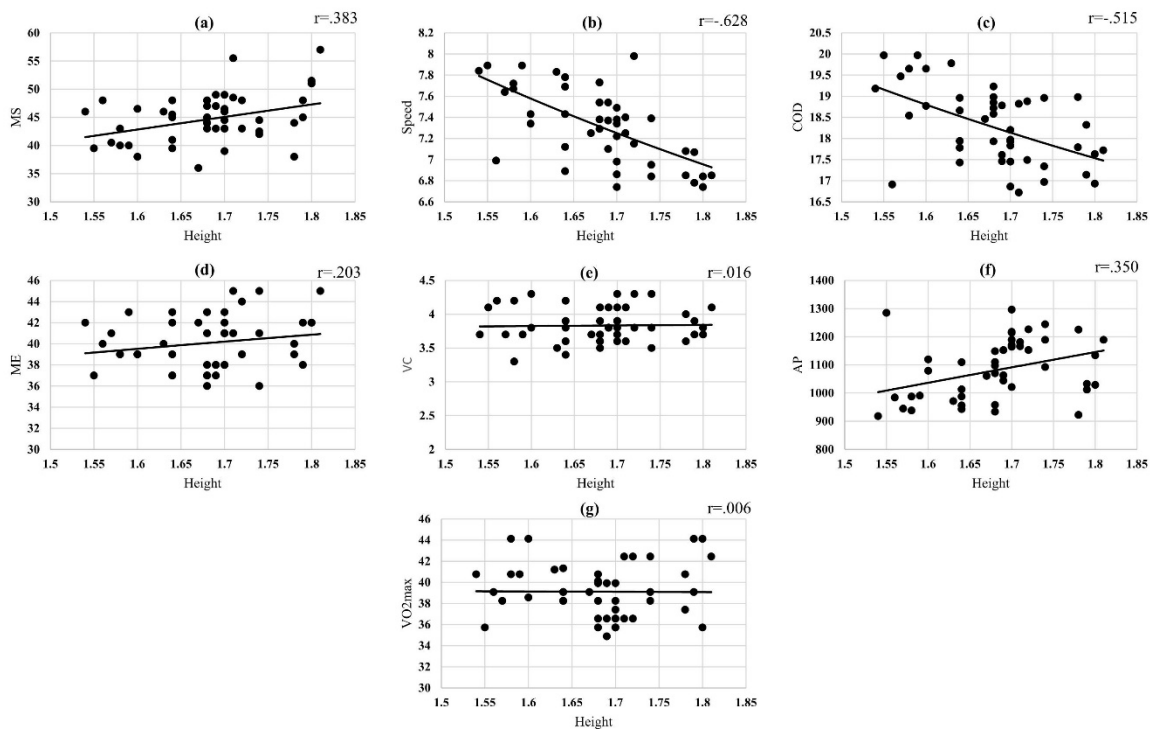 (a) r=.383
60
55
50
45
40
35
30
MS
1.5 1.55 1.6 1.65 1.7 1.75 1.8 1.85
Height
(b) r=-.628
8.2
8
7.8
7.6
7.4
7.2
7
6.8
6.6
Speed
1.5 1.55 1.6 1.65 1.7 1.75 1.8 1.85
Height
(c) r=-.515
20.5
20
19.5
19
18.5
18
17.5
17
16.5
COD
1.5 1.55 1.6 1.65 1.7 1.75 1.8 1.85
Height
(d) r=.203
46
44
42
40
38
36
34
32
30
ME
1.5 1.55 1.6 1.65 1.7 1.75 1.8 1.85
Height
(e) r=.016
4.5
4
3.5
3
2.5
2
VC
1.5 1.55 1.6 1.65 1.7 1.75 1.8 1.85
Height
(f) r=.350
1400
1300
1200
1100
1000
900
800
AP
1.5 1.55 1.6 1.65 1.7 1.75 1.8 1.85
Height
(g) r=.006
46
44
42
40
38
36
34
32
30
VO2max
1.5 1.55 1.6 1.65 1.7 1.75 1.8 1.85
Height